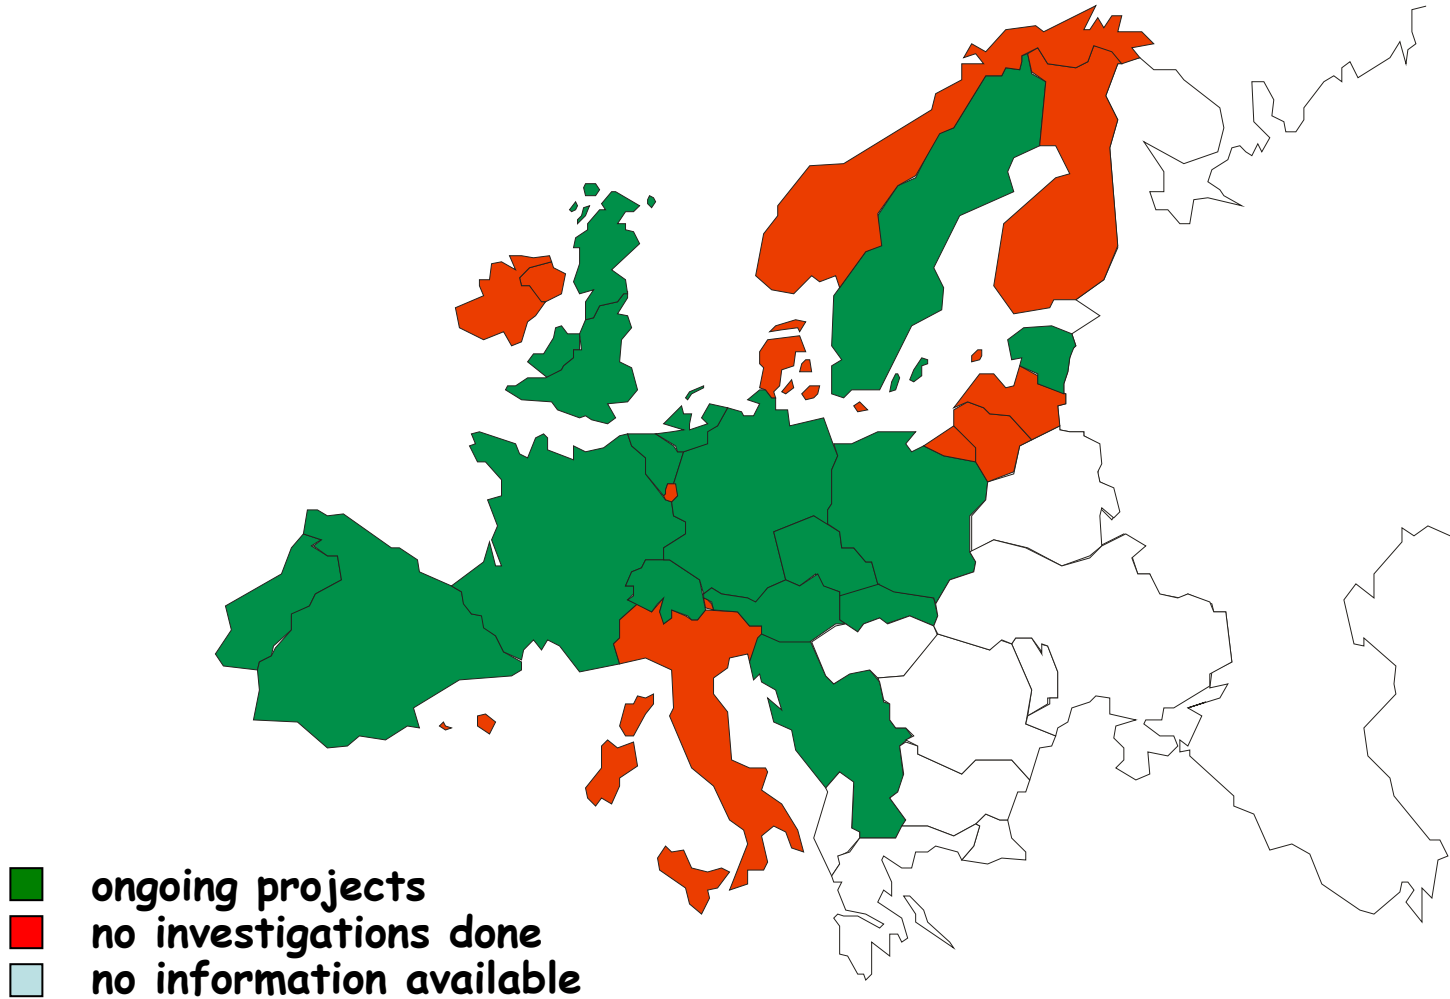 ongoing projects
no investigations done
no information available